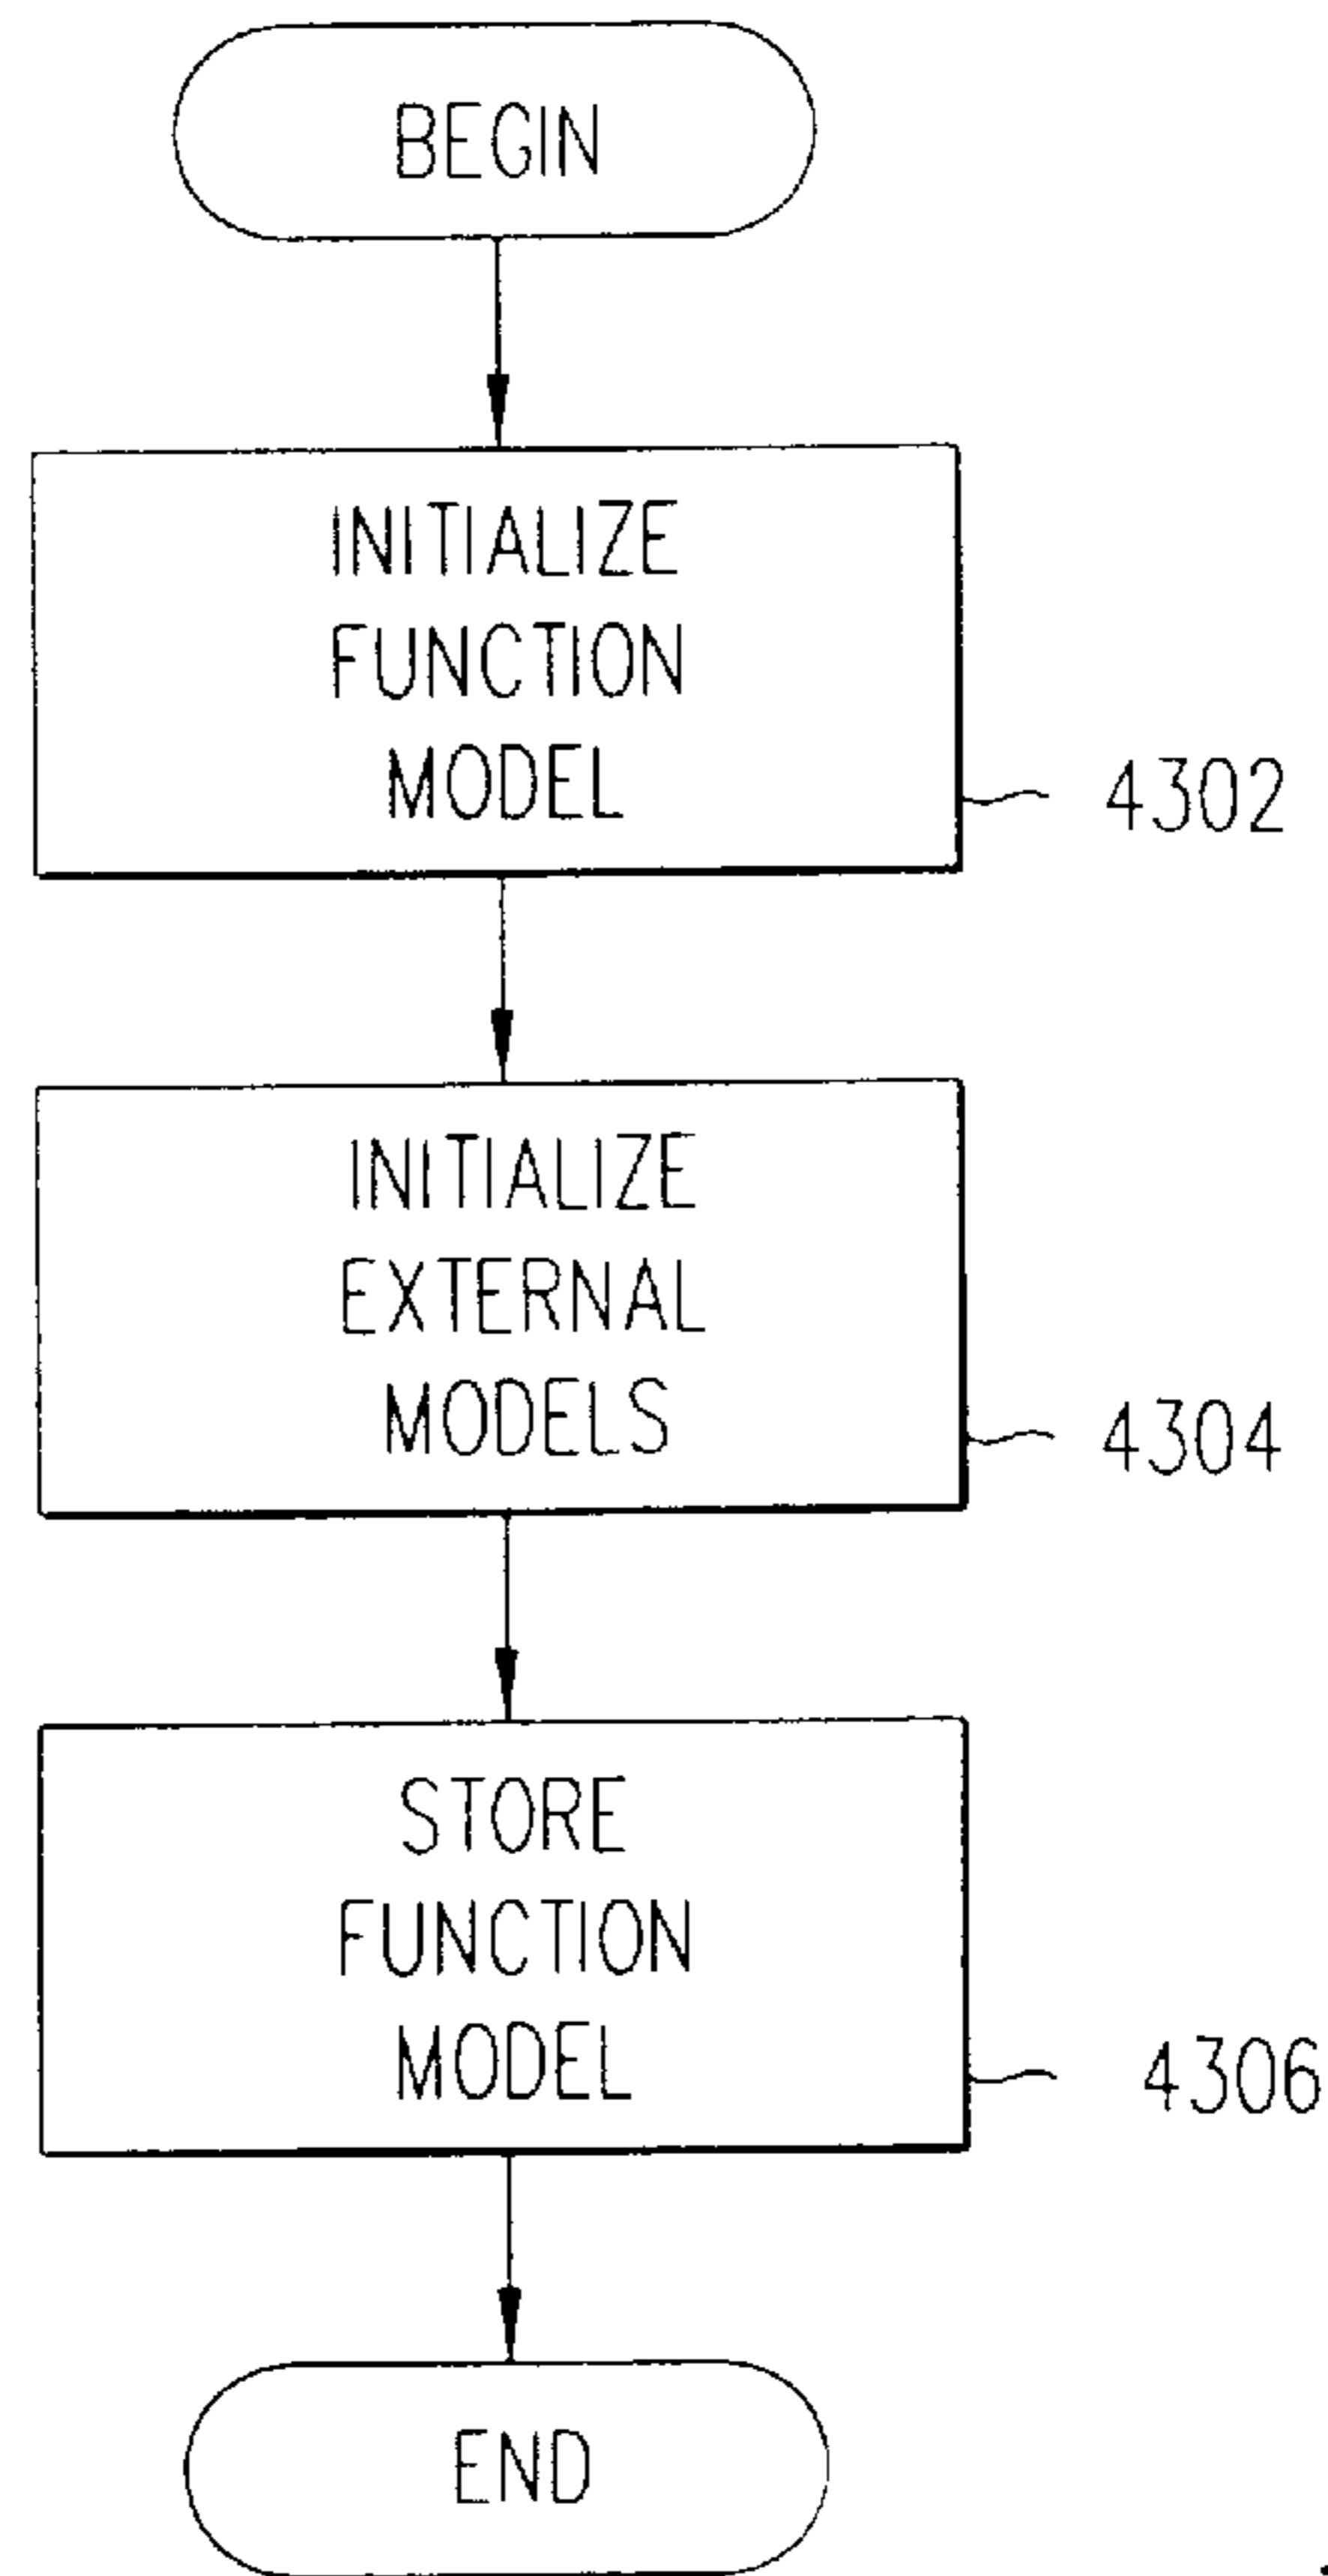 BEGIN
INITIALIZE
FUNCTION
MODEL
4302
INITIALIZE
EXTERNAL
MODELS
4304
STORE
FUNCTION
MODEL
4306
END